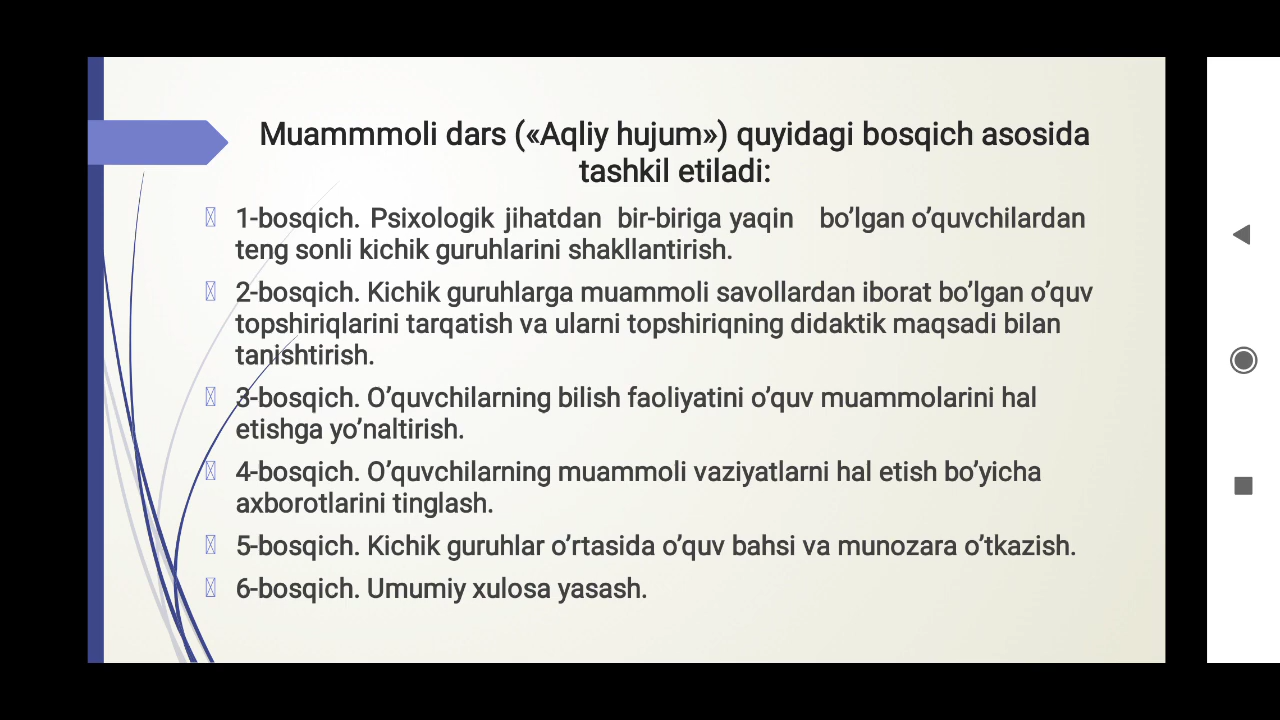 Muammmoli dars («Aqliy hujum») quyidagi bosqich asosida
tashkil etiladi:
1-bosqich. Psixologik jihatdan bir-biriga yaqin bo’lgan o’quvchilardan
teng sonli kichik guruhlarini shakllantirish.
2-bosqich. Kichik guruhlarga muammoli savollardan iborat bo’lgan o’quv
topshiriqlarini tarqatish va ularni topshiriqning didaktik maqsadi bilan
tanishtirish.
3-bosqich. O’quvchilarning bilish faoliyatini o’quv muammolarini hal
etishga yo’naltirish.
4-bosqich. O’quvchilarning muammoli vaziyatlarni hal etish bo’yicha
axborotlarini tinglash.
5-bosqich. Kichik guruhlar o’rtasida o’quv bahsi va munozara o’tkazish.
6-bosqich. Umumiy xulosa yasash.